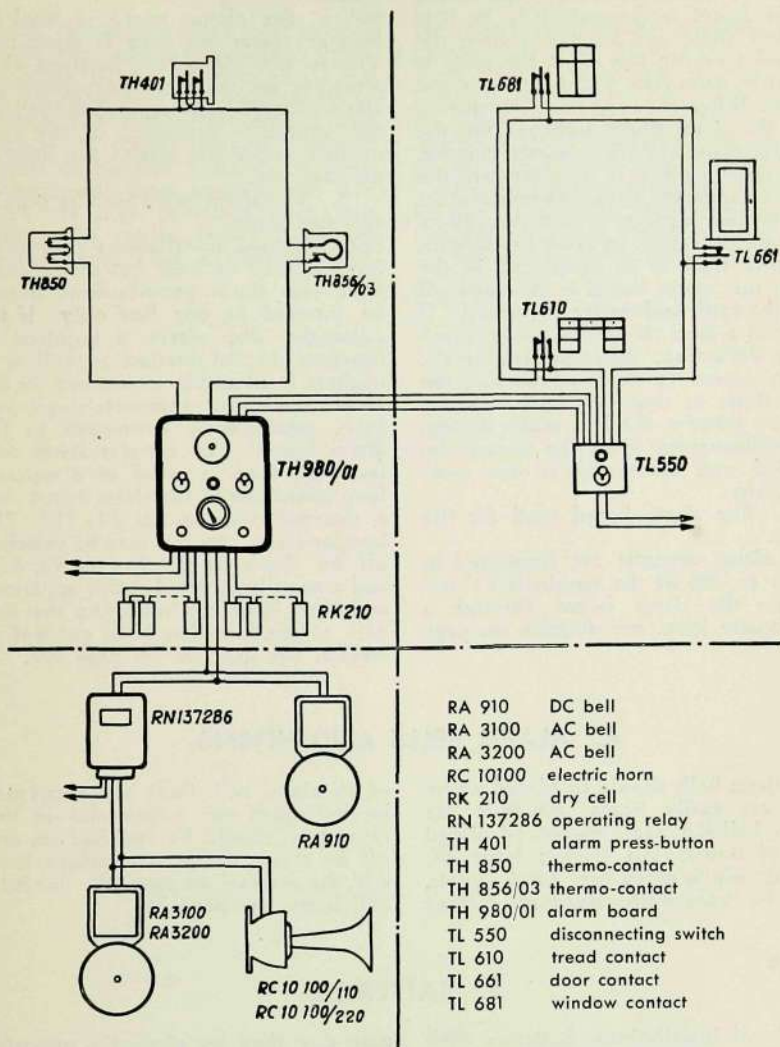 TH401
TL681
TH850
TH856/03
TL661
TL610
TH980/01
TL550
RK210
RN137286
RA910
RA3100
RA3200
RC10 100/110
RC10 100/220
RA 910 DC bell
RA 3100 AC bell
RA 3200 AC bell
RC 10100 electric horn
RK 210 dry cell
RN 137286 operating relay
TH 401 alarm press-button
TH 850 thermo-contact
TH 856/03 thermo-contact
TH 980/01 alarm board
TL 550 disconnecting switch
TL 610 tread contact
TL 661 door contact
TL 681 window contact